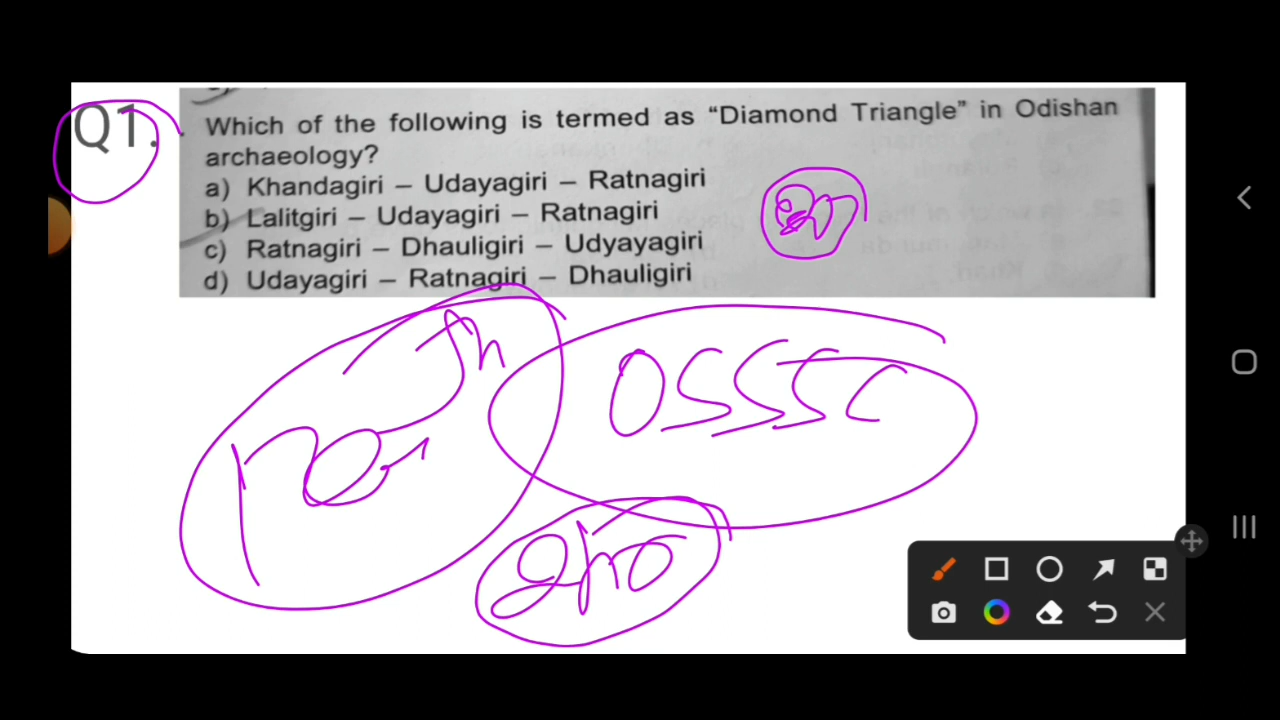 Q1.
Which of the following is termed as “Diamond Triangle” in Odishan
archaeology?
a) Khandagiri – Udayagiri – Ratnagiri
b) Lalitgiri – Udayagiri – Ratnagiri
c) Ratnagiri – Dhauligiri – Udyayagiri
d) Udayagiri – Ratnagiri – Dhauligiri
OSSSC